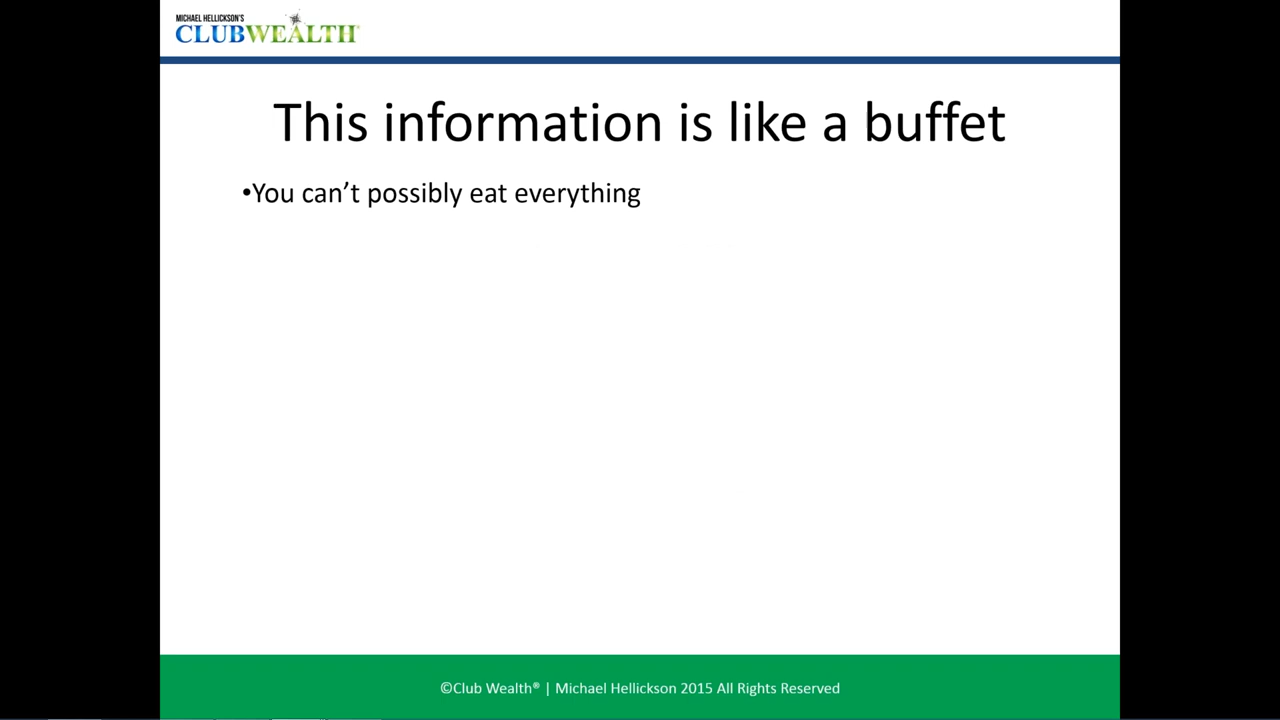 MICHAEL HELLICKSON'S
CLUBWEALTH®
This information is like a buffet
•You can’t possibly eat everything
©Club Wealth® | Michael Hellickson 2015 All Rights Reserved